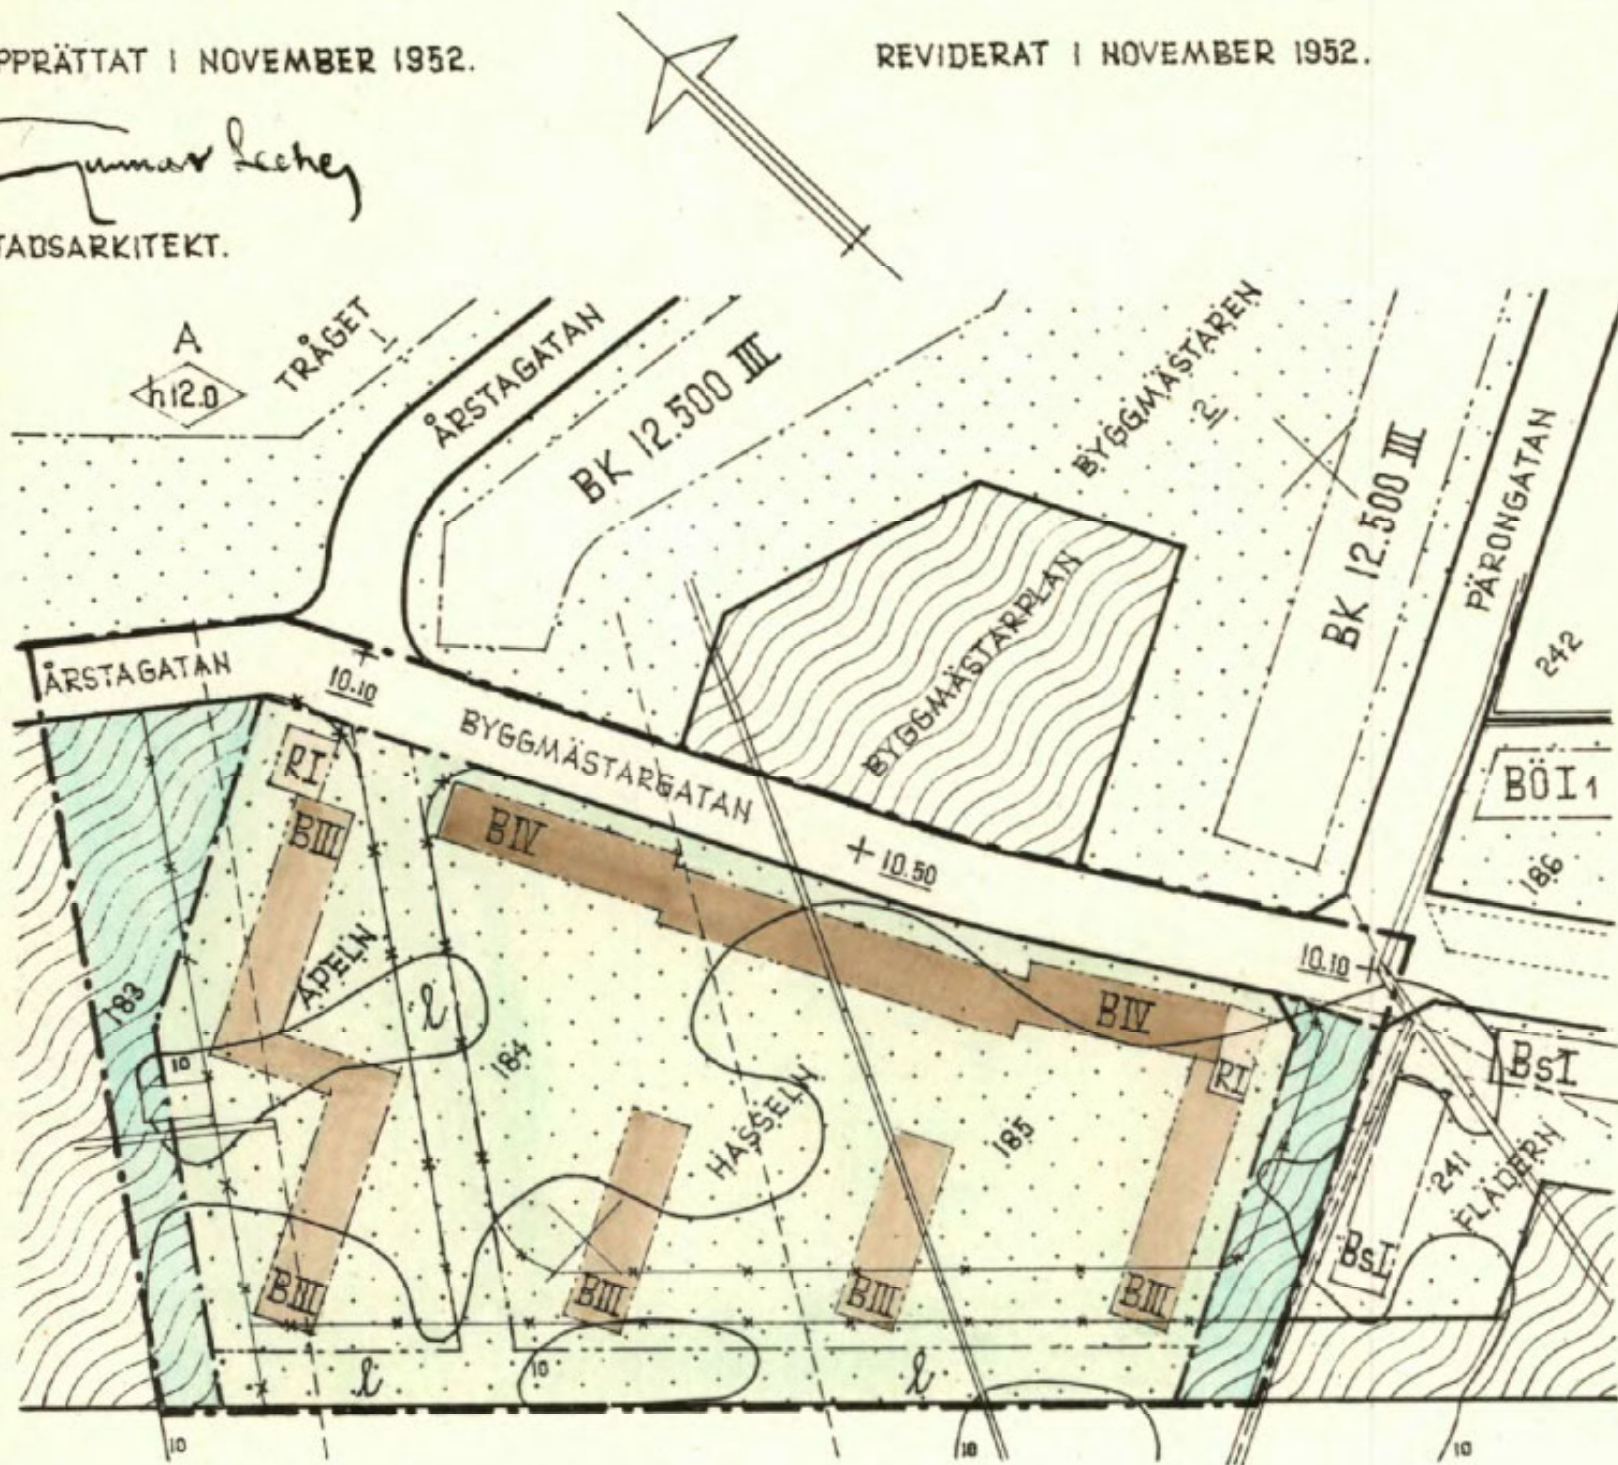 PPRÄTTAT I NOVEMBER 1952.
REVIDERAT I NOVEMBER 1952.
Gunnar Leche
TADSARKITEKT.
A
h12.0
TRÅGET
1
ÅRSTAGATAN
BK 12.500 III
BYGGMÄSTAREN
2
BK 12.500 III
PÄRONGATAN
242
ÅRSTAGATAN
10.10
BYGGMÄSTARGATAN
BYGGMÄSTARPLAN
BÖI1
186
RI
BIII
BIV
10.50
10.10
183
APELN
l
184
BIV
RI
BsI
10
HASSELN
185
241
FLÄDERN
BsI
BIII
BIII
BIII
BIII
l
10
l
10
10
10